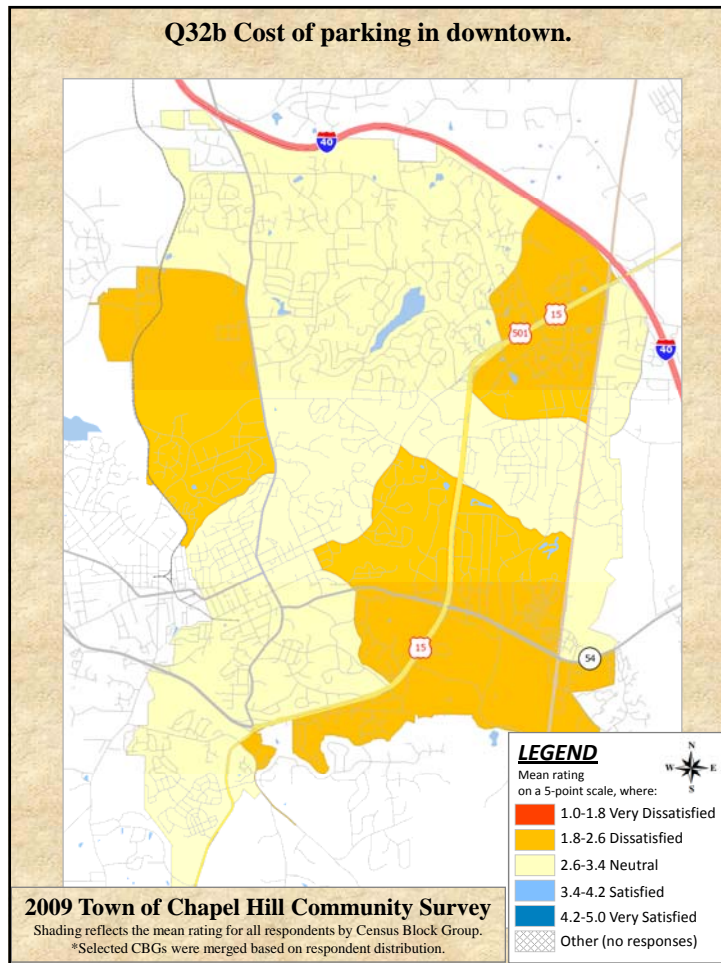 Q32b Cost of parking in downtown.
40
15
501
40
15
54
LEGEND
N
W E
S
Mean rating
on a 5-point scale, where:
1.0-1.8 Very Dissatisfied
1.8-2.6 Dissatisfied
2.6-3.4 Neutral
3.4-4.2 Satisfied
4.2-5.0 Very Satisfied
Other (no responses)
2009 Town of Chapel Hill Community Survey
Shading reflects the mean rating for all respondents by Census Block Group.
*Selected CBGs were merged based on respondent distribution.